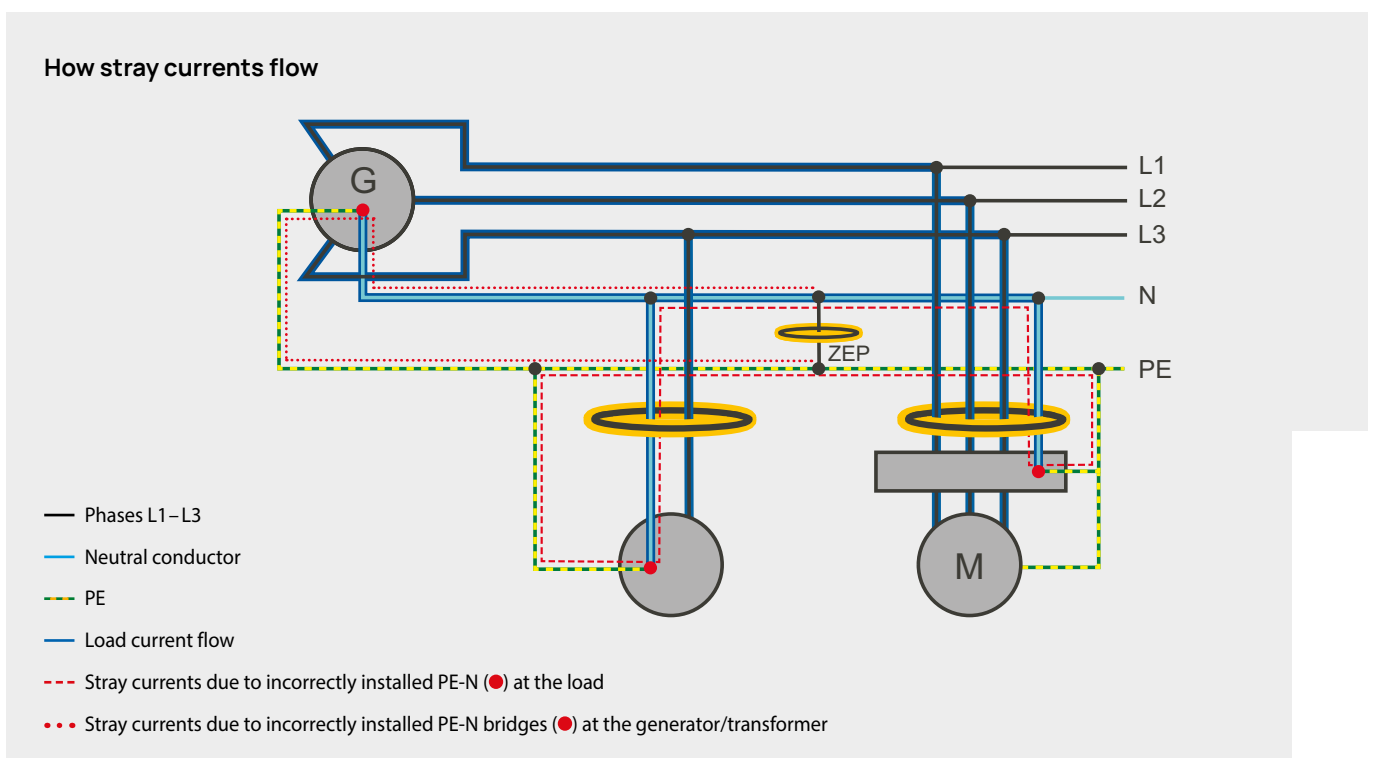 How stray currents flow
G
L1
L2
L3
N
ZEP
PE
M
Phases L1–L3
Neutral conductor
PE
Load current flow
Stray currents due to incorrectly installed PE-N (●) at the load
Stray currents due to incorrectly installed PE-N bridges (●) at the generator/transformer